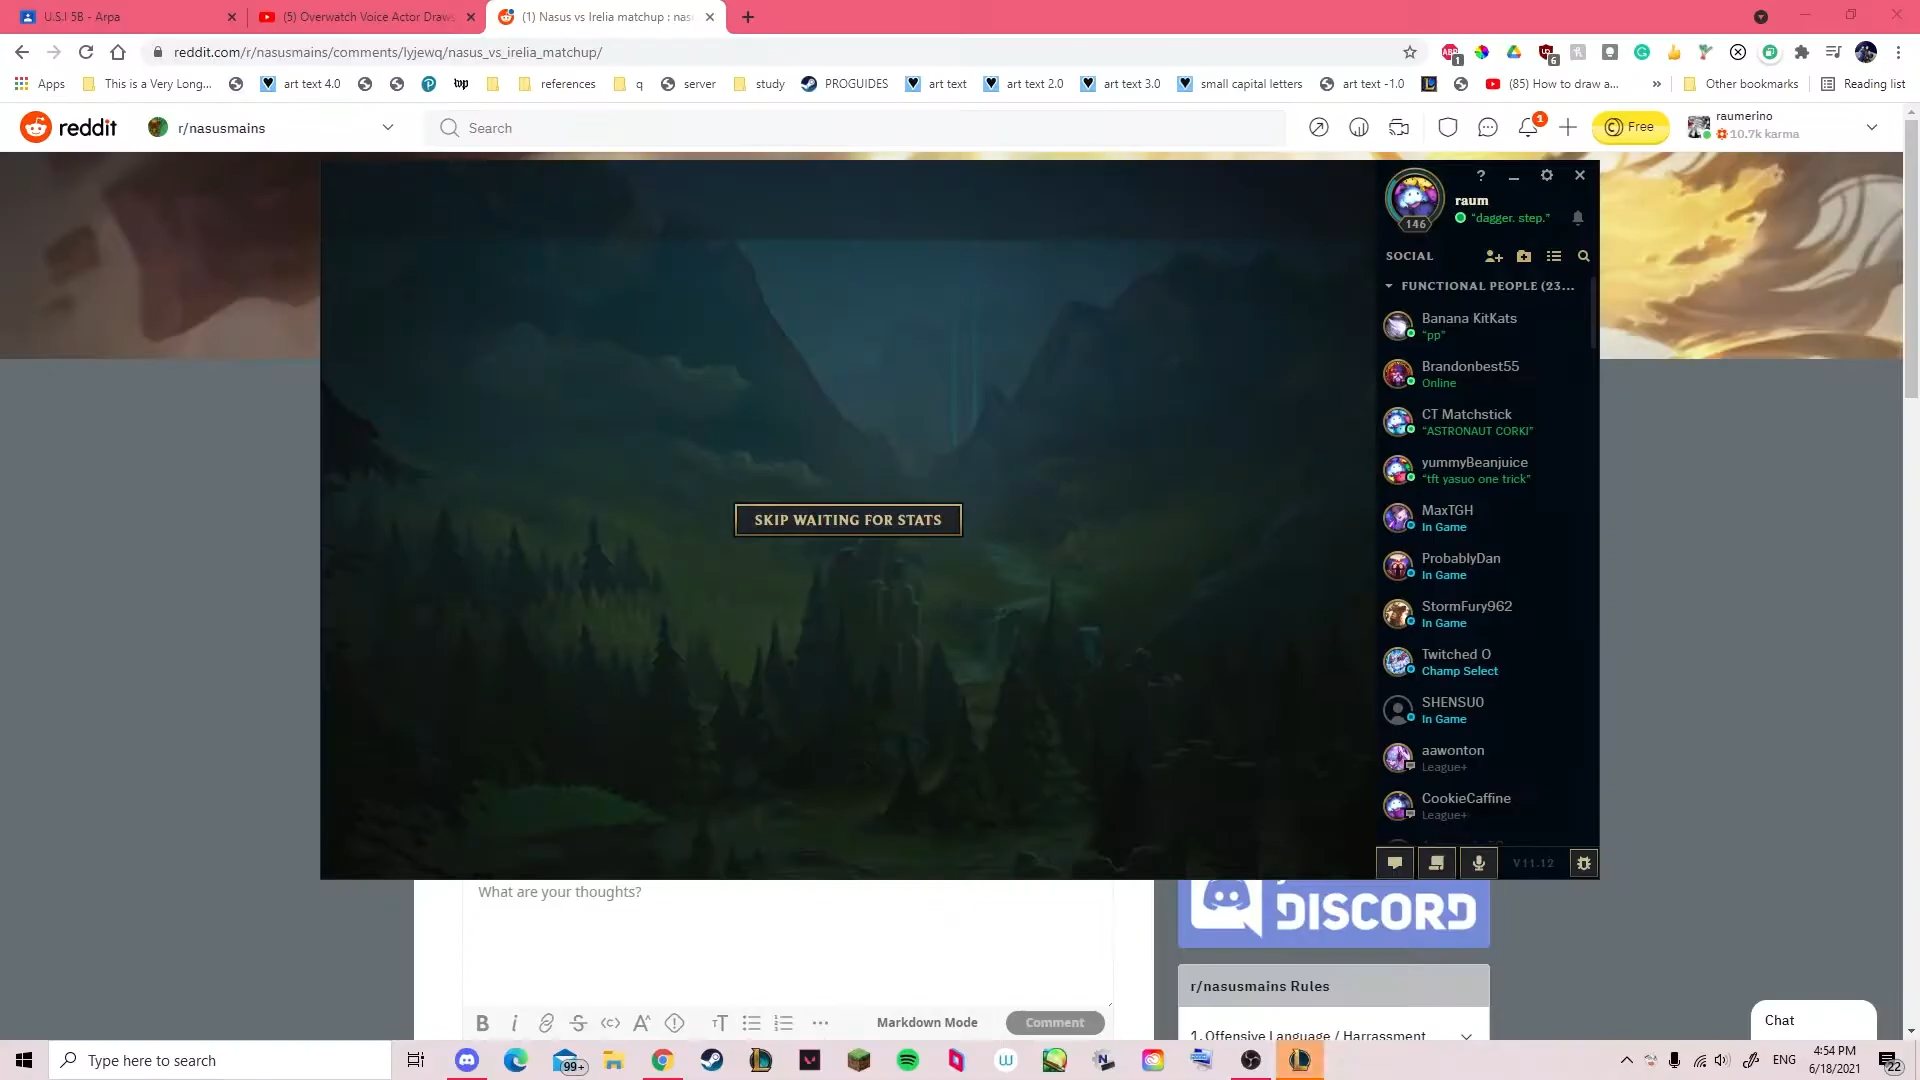 U.S.I 5B - Arpa
(5) Overwatch Voice Actor Draws
(1) Nasus vs Irelia matchup : nas
reddit.com/r/nasusmains/comments/lyjewq/nasus_vs_irelia_matchup/
Apps
This is a Very Long...
art text 4.0
references
q
server
study
PROGUIDES
art text
art text 2.0
art text 3.0
small capital letters
art text -1.0
(85) How to draw a...
Other bookmarks
Reading list
reddit
r/nasusmains
Search
1
Free
raumerino
10.7k karma
146
raum
"dagger. step."
SOCIAL
FUNCTIONAL PEOPLE (23...
Banana KitKats
"pp"
Brandonbest55
Online
CT Matchstick
"ASTRONAUT CORKI"
yummyBeanjuice
"tft yasuo one trick"
MaxTGH
In Game
ProbablyDan
In Game
StormFury962
In Game
Twitched O
Champ Select
SHENSU0
In Game
aawonton
League+
CookieCaffine
League+
SKIP WAITING FOR STATS
V11.12
What are your thoughts?
DISCORD
r/nasusmains Rules
1. Offensive Language / Harrassment
Markdown Mode
Comment
Chat
Type here to search
99+
ENG
4:54 PM
6/18/2021
22